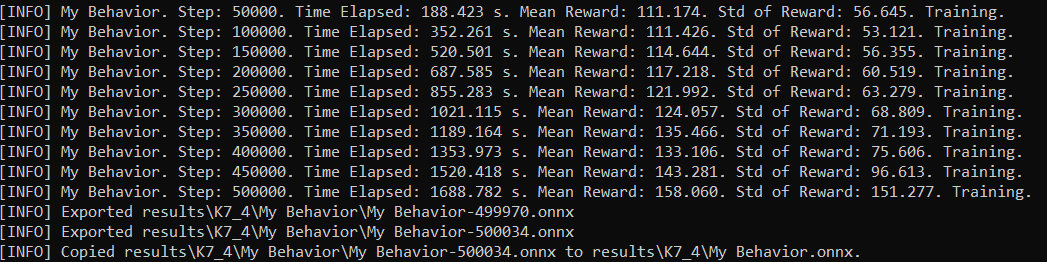 [INFO] My Behavior. Step: 50000. Time Elapsed: 188.423 s. Mean Reward: 111.174. Std of Reward: 56.645. Training.
[INFO] My Behavior. Step: 100000. Time Elapsed: 352.261 s. Mean Reward: 111.426. Std of Reward: 53.121. Training.
[INFO] My Behavior. Step: 150000. Time Elapsed: 520.501 s. Mean Reward: 114.644. Std of Reward: 56.355. Training.
[INFO] My Behavior. Step: 200000. Time Elapsed: 687.585 s. Mean Reward: 117.218. Std of Reward: 60.519. Training.
[INFO] My Behavior. Step: 250000. Time Elapsed: 855.283 s. Mean Reward: 121.992. Std of Reward: 63.279. Training.
[INFO] My Behavior. Step: 300000. Time Elapsed: 1021.115 s. Mean Reward: 124.057. Std of Reward: 68.809. Training.
[INFO] My Behavior. Step: 350000. Time Elapsed: 1189.164 s. Mean Reward: 135.466. Std of Reward: 71.193. Training.
[INFO] My Behavior. Step: 400000. Time Elapsed: 1353.973 s. Mean Reward: 133.106. Std of Reward: 75.606. Training.
[INFO] My Behavior. Step: 450000. Time Elapsed: 1520.418 s. Mean Reward: 143.281. Std of Reward: 96.613. Training.
[INFO] My Behavior. Step: 500000. Time Elapsed: 1688.782 s. Mean Reward: 158.060. Std of Reward: 151.277. Training.
[INFO] Exported results\K7_4\My Behavior\My Behavior-499970.onnx
[INFO] Exported results\K7_4\My Behavior\My Behavior-500034.onnx
[INFO] Copied results\K7_4\My Behavior\My Behavior-500034.onnx to results\K7_4\My Behavior.onnx.